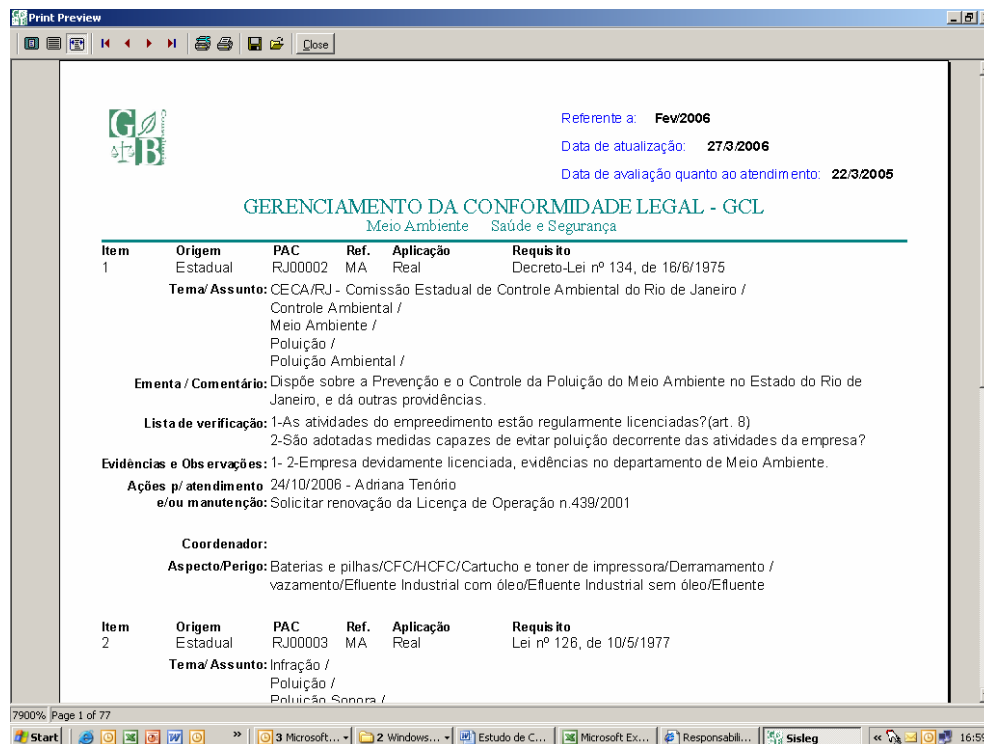 Print Preview
Close
G
B
Referente a: Fev/2006
Data de atualização: 27/3/2006
Data de avaliação quanto ao atendimento: 22/3/2005
GERENCIAMENTO DA CONFORMIDADE LEGAL - GCL
Meio Ambiente Saúde e Segurança
Item Origem PAC Ref. Aplicação Requisito
1 Estadual RJ00002 MA Real Decreto-Lei nº 134, de 16/6/1975
Tema/Assunto: CECA/RJ - Comissão Estadual de Controle Ambiental do Rio de Janeiro /
Controle Ambiental /
Meio Ambiente /
Poluição /
Poluição Ambiental /
Ementa / Comentário: Dispõe sobre a Prevenção e o Controle da Poluição do Meio Ambiente no Estado do Rio de
Janeiro, e dá outras providências.
Lista de verificação: 1-As atividades do empreedimento estão regularmente licenciadas?(art. 8)
2-São adotadas medidas capazes de evitar poluição decorrente das atividades da empresa?
Evidências e Observações: 1- 2-Empresa devidamente licenciada, evidências no departamento de Meio Ambiente.
Ações p/ atendimento 24/10/2006 - Adriana Tenório
e/ou manutenção: Solicitar renovação da Licença de Operação n.439/2001
Coordenador:
Aspecto/Perigo: Baterias e pilhas/CFC/HCFC/Cartucho e toner de impressora/Derramamento /
vazamento/Efluente Industrial com óleo/Efluente Industrial sem óleo/Efluente
Item Origem PAC Ref. Aplicação Requisito
2 Estadual RJ00003 MA Real Lei nº 126, de 10/5/1977
Tema/Assunto: Infração /
Poluição /
Poluição Sonora /
7900% Page 1 of 77
Start » 3 Microsoft... 2 Windows... Estudo de C... Microsoft Ex... Responsabili... Sisleg « 16:59